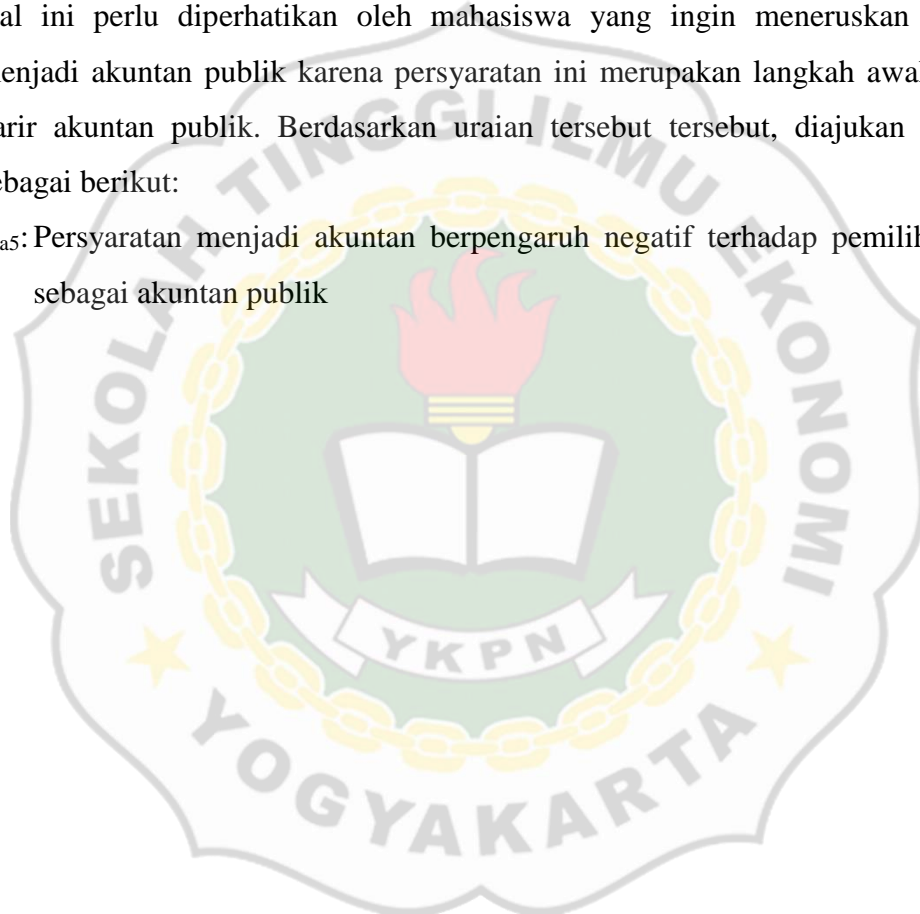 al ini perlu diperhatikan oleh mahasiswa yang ingin meneruskan
enjadi akuntan publik karena persyaratan ini merupakan langkah awal
arir akuntan publik. Berdasarkan uraian tersebut tersebut, diajukan
ebagai berikut:
a5: Persyaratan menjadi akuntan berpengaruh negatif terhadap pemilih
sebagai akuntan publik
SEKOLAH TINGGI ILMU EKONOMI
YKPN
YOGYAKARTA